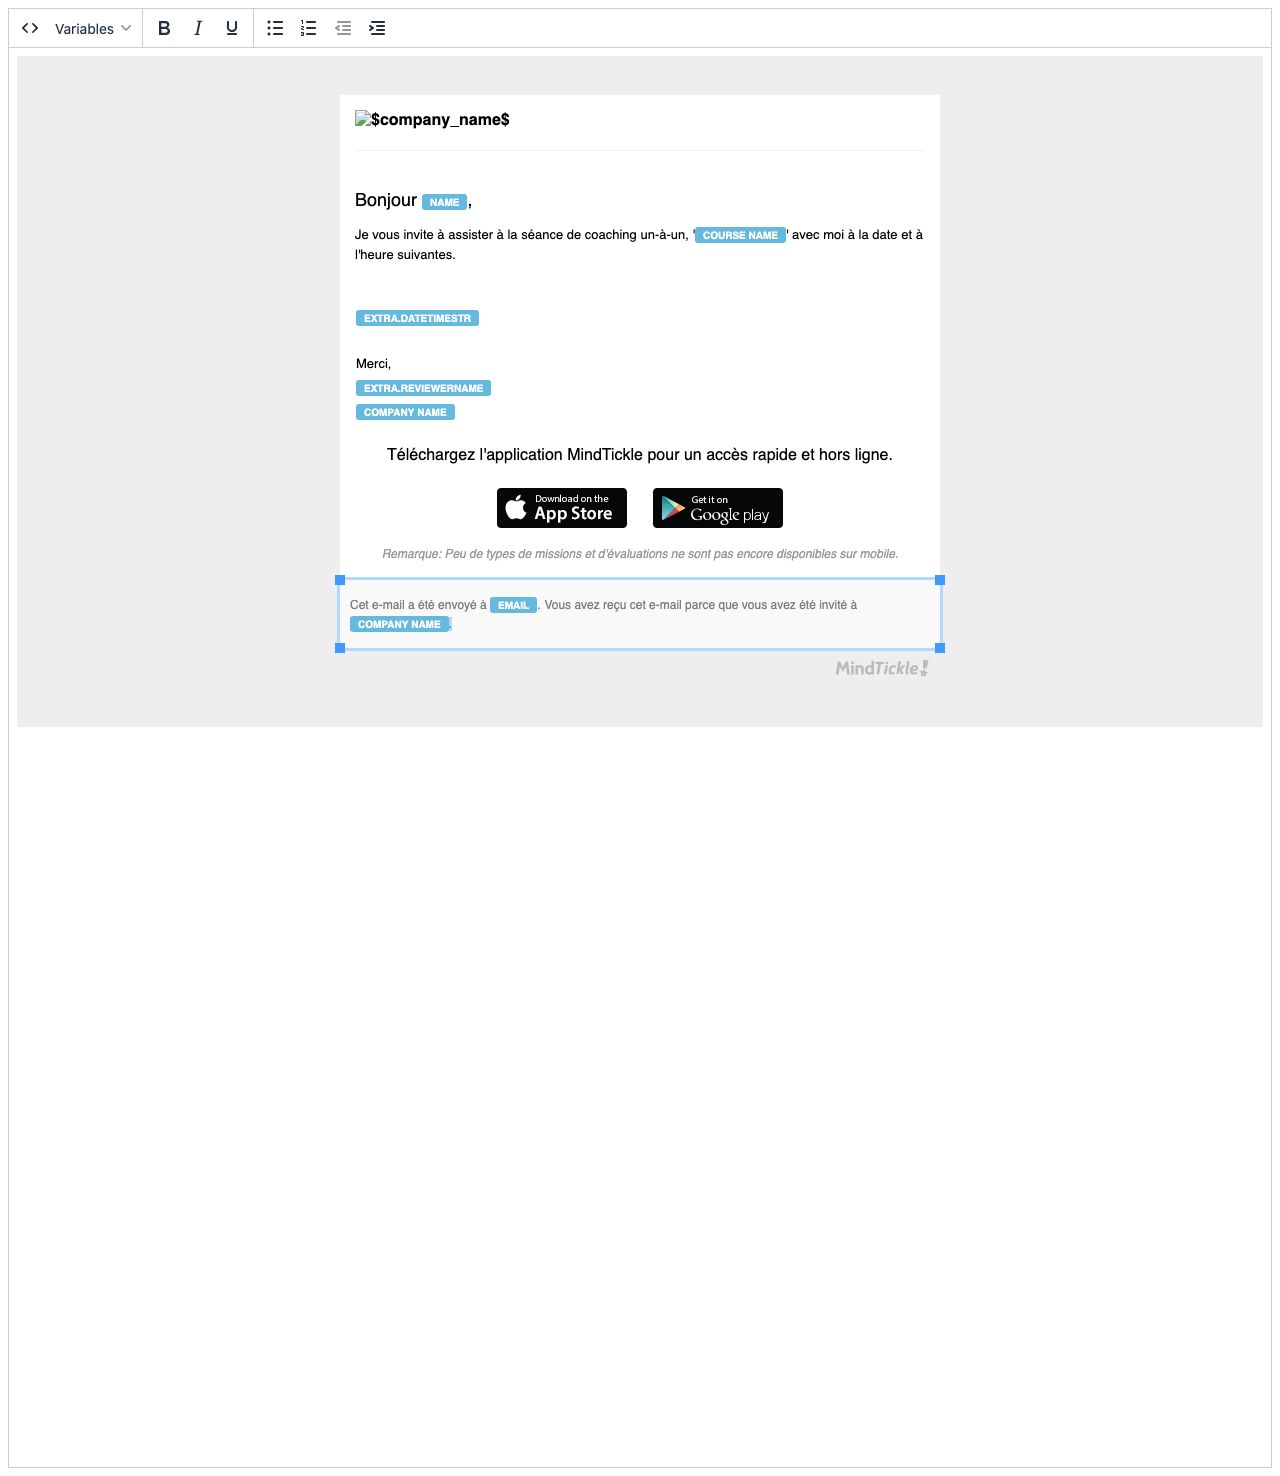 Variables
$company_name$
Bonjour NAME,
Je vous invite à assister à la séance de coaching un-à-un, 'COURSE NAME' avec moi à la date et à
l'heure suivantes.
EXTRA.DATETIMESTR
Merci,
EXTRA.REVIEWERNAME
COMPANY NAME
Téléchargez l'application MindTickle pour un accès rapide et hors ligne.
Download on the
App Store
Get it on
Google play
Remarque: Peu de types de missions et d'évaluations ne sont pas encore disponibles sur mobile.
Cet e-mail a été envoyé à EMAIL. Vous avez reçu cet e-mail parce que vous avez été invité à
COMPANY NAME.
MindTickle!